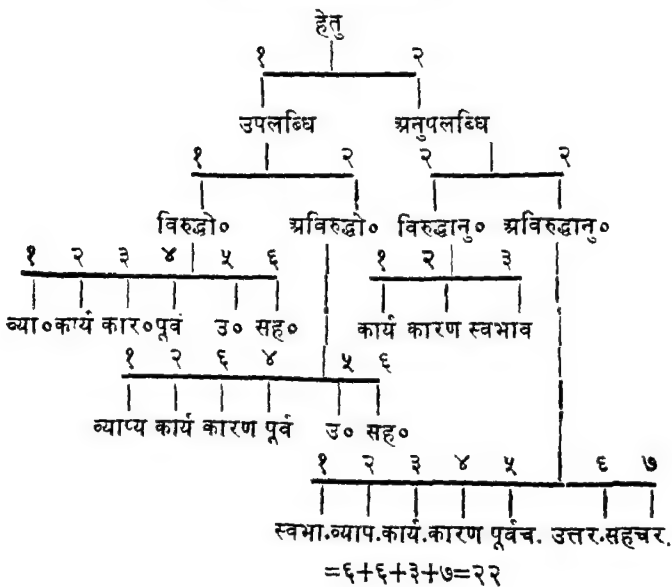 हेतु
१ २
उपलब्धि अनुपलब्धि
१ २ २ २
विरुद्धो० अविरुद्धो० विरुद्धानु० अविरुद्धानु०
१ २ ३ ४ ५ ६ १ २ ३
व्या० कार्य कार० पूर्व उ० सह० कार्य कारण स्वभाव
१ २ ६ ४ ५ ६
व्याप्य कार्य कारण पूर्व उ० सह०
१ २ ३ ४ ५ ६ ७
स्वभा.व्याप.कार्य.कारण पूर्वच. उत्तर.सहचर.
=६+६+३+७=२२